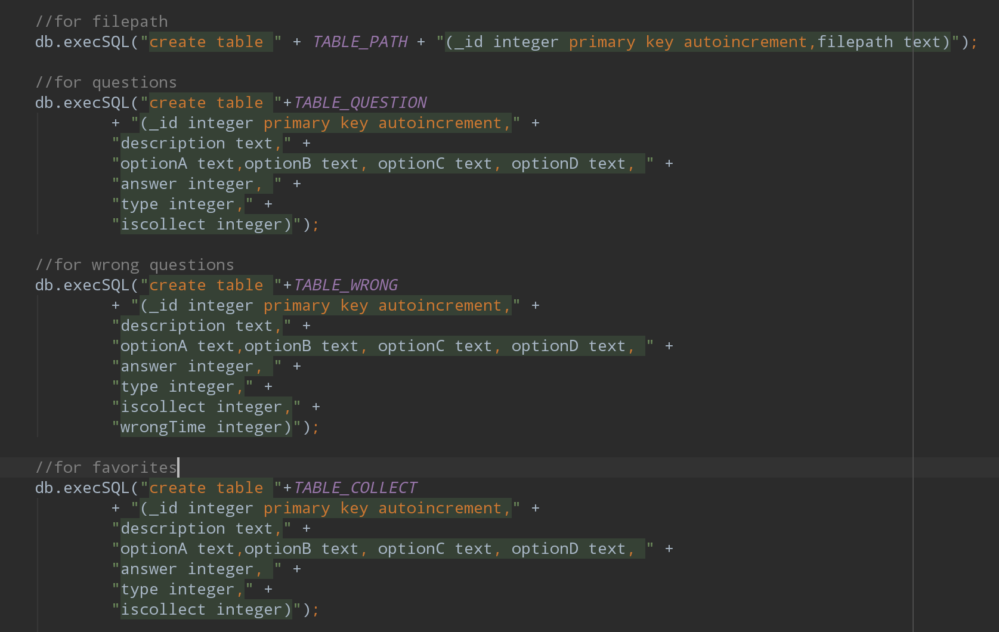 //for filepath
db.execSQL("create table " + TABLE_PATH + "(_id integer primary key autoincrement,filepath text)");
//for questions
db.execSQL("create table "+TABLE_QUESTION
+ "(_id integer primary key autoincrement," +
"description text," +
"optionA text,optionB text, optionC text, optionD text, " +
"answer integer, " +
"type integer," +
"iscollect integer)");
//for wrong questions
db.execSQL("create table "+TABLE_WRONG
+ "(_id integer primary key autoincrement," +
"description text," +
"optionA text,optionB text, optionC text, optionD text, " +
"answer integer, " +
"type integer," +
"iscollect integer," +
"wrongTime integer)");
//for favorites
db.execSQL("create table "+TABLE_COLLECT
+ "(_id integer primary key autoincrement," +
"description text," +
"optionA text,optionB text, optionC text, optionD text, " +
"answer integer, " +
"type integer," +
"iscollect integer)");